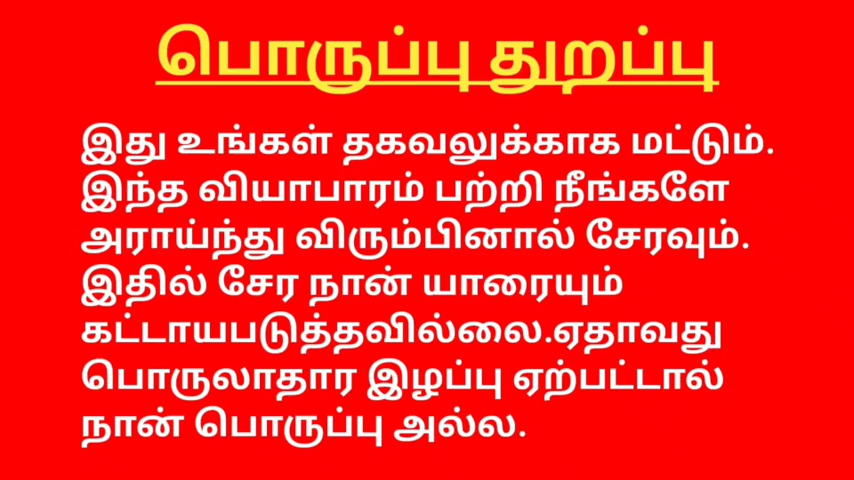 பொருப்பு துறப்பு
இது உங்கள் தகவலுக்காக மட்டும்.
இந்த வியாபாரம் பற்றி நீங்களே
அராய்ந்து விரும்பினால் சேரவும்.
இதில் சேர நான் யாரையும்
கட்டாயபடுத்தவில்லை.ஏதாவது
பொருலாதார இழப்பு ஏற்பட்டால்
நான் பொருப்பு அல்ல.